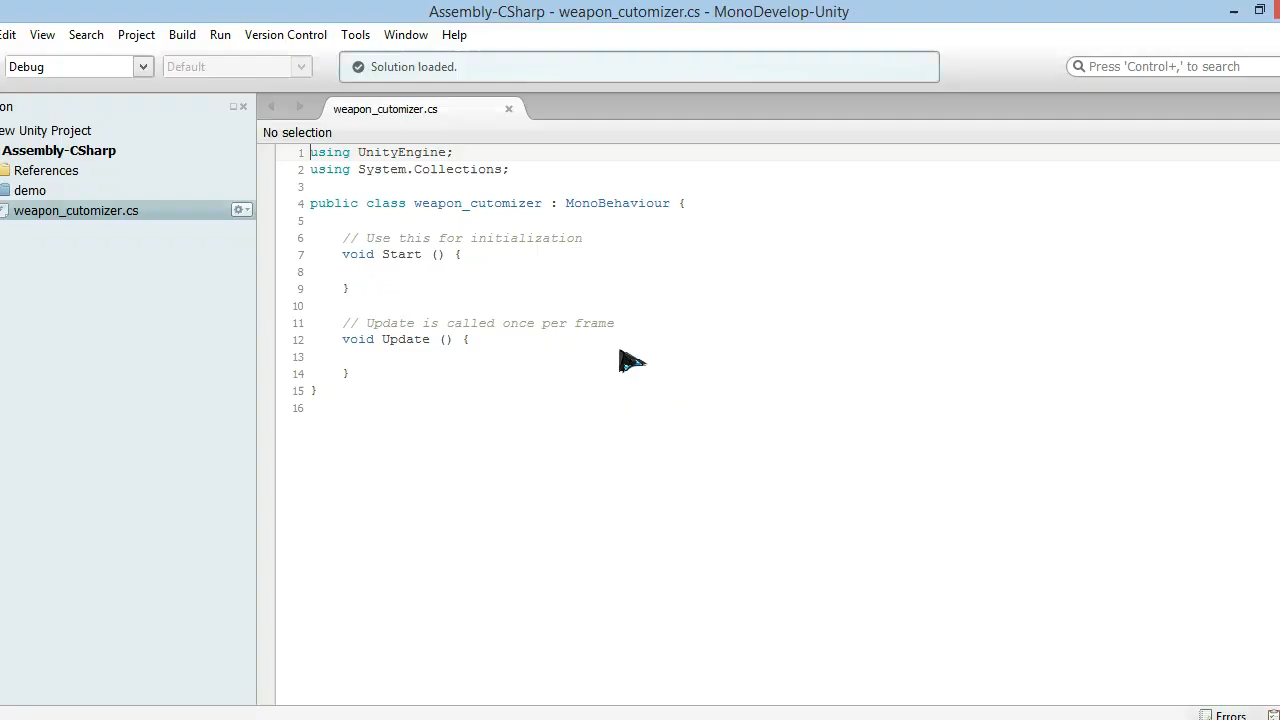 Assembly-CSharp - weapon_cutomizer.cs - MonoDevelop-Unity
dit View Search Project Build Run Version Control Tools Window Help
Debug Default Solution loaded. Press 'Control+,' to search
on
weapon_cutomizer.cs
No selection
ew Unity Project
Assembly-CSharp
References
demo
weapon_cutomizer.cs
1 using UnityEngine;
2 using System.Collections;
3
4 public class weapon_cutomizer : MonoBehaviour {
5
6 // Use this for initialization
7 void Start () {
8
9 }
10
11 // Update is called once per frame
12 void Update () {
13
14 }
15 }
16
Errors